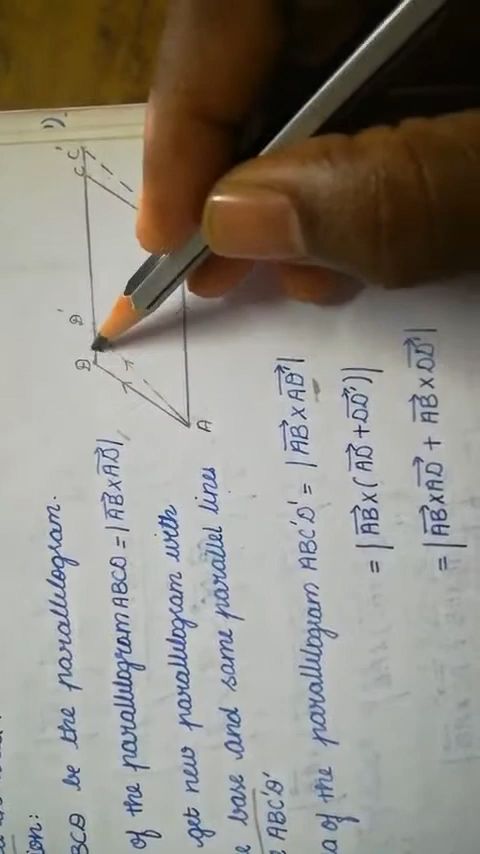 ion:
BCD be the parallelogram.
of the parallelogram ABCD = |AB⃗ × AD⃗|
get new parallelogram with
base and same parallel lines
ABC'D'
a of the parallelogram ABC'D' = |AB⃗ × AD'⃗|
= |AB⃗ × (AD⃗ + DD'⃗)|
= |AB⃗ × AD⃗ + AB⃗ × DD'⃗|
D D' C C'
A